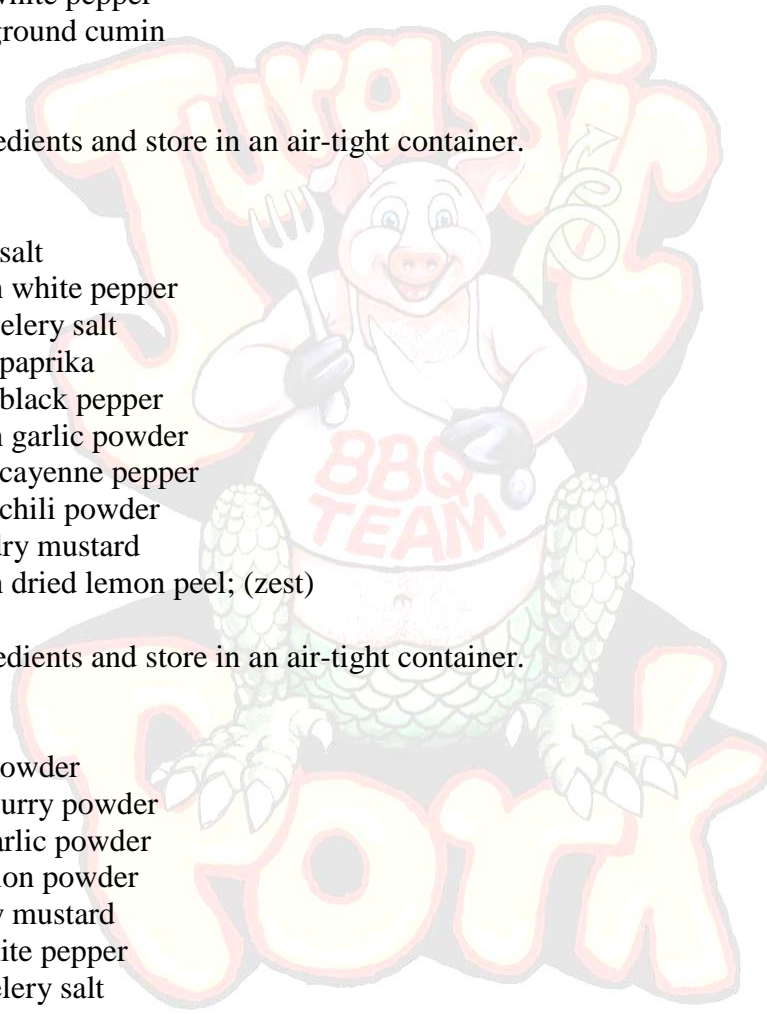 white pepper
ground cumin
edients and store in an air-tight container.
salt
white pepper
elery salt
paprika
black pepper
garlic powder
cayenne pepper
chili powder
dry mustard
dried lemon peel; (zest)
edients and store in an air-tight container.
owder
urry powder
arlic powder
ion powder
y mustard
ite pepper
elery salt
Jurassic
BBQ
TEAM
Pork